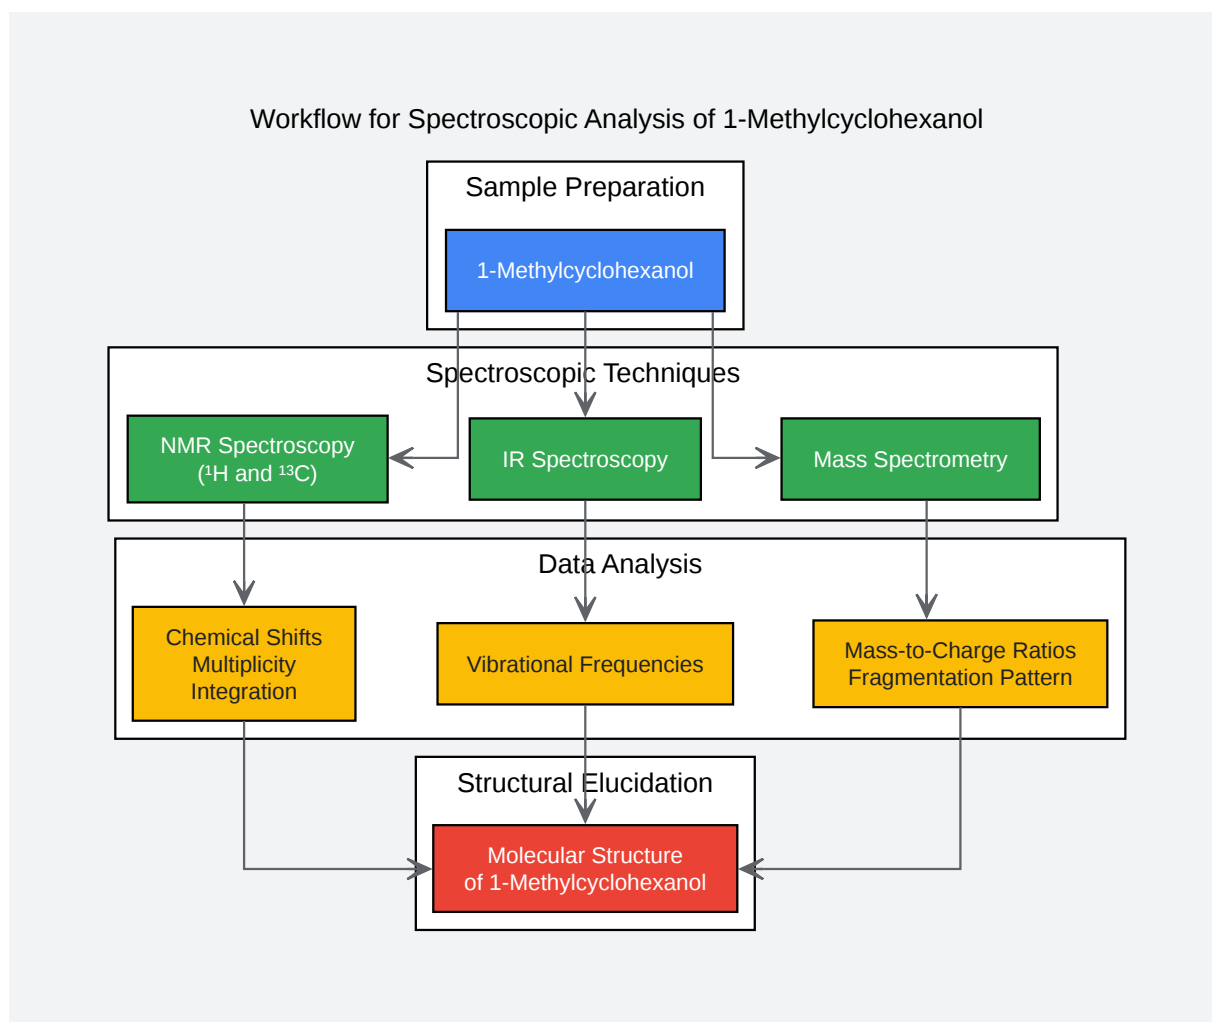 Workflow for Spectroscopic Analysis of 1-Methylcyclohexanol
Sample Preparation
1-Methylcyclohexanol
Spectroscopic Techniques
NMR Spectroscopy
(¹H and ¹³C)
IR Spectroscopy
Mass Spectrometry
Data Analysis
Chemical Shifts
Multiplicity
Integration
Vibrational Frequencies
Mass-to-Charge Ratios
Fragmentation Pattern
Structural Elucidation
Molecular Structure
of 1-Methylcyclohexanol